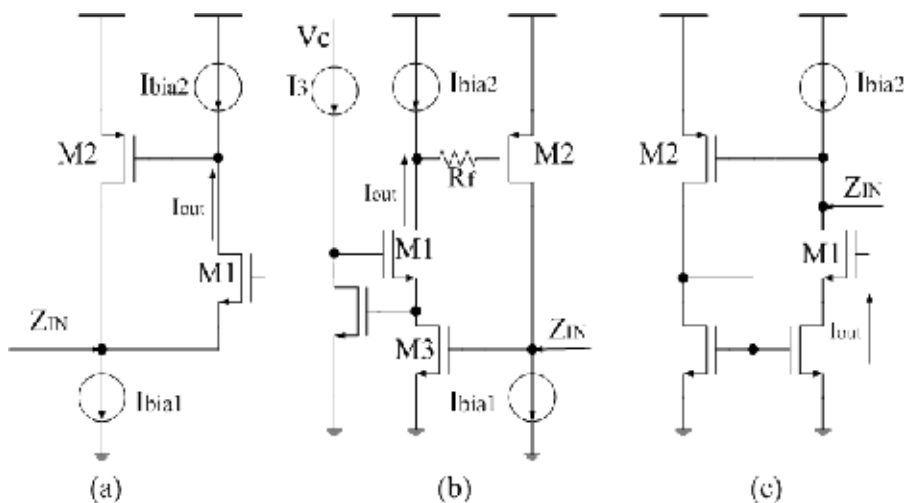 Ibia2
M2
Iout
M1
ZIN
Ibia1
(a)
Vc
I3
Ibia2
Rf
M2
Iout
M1
M3
ZIN
Ibia1
(b)
Ibia2
M2
ZIN
M1
Iout
(c)